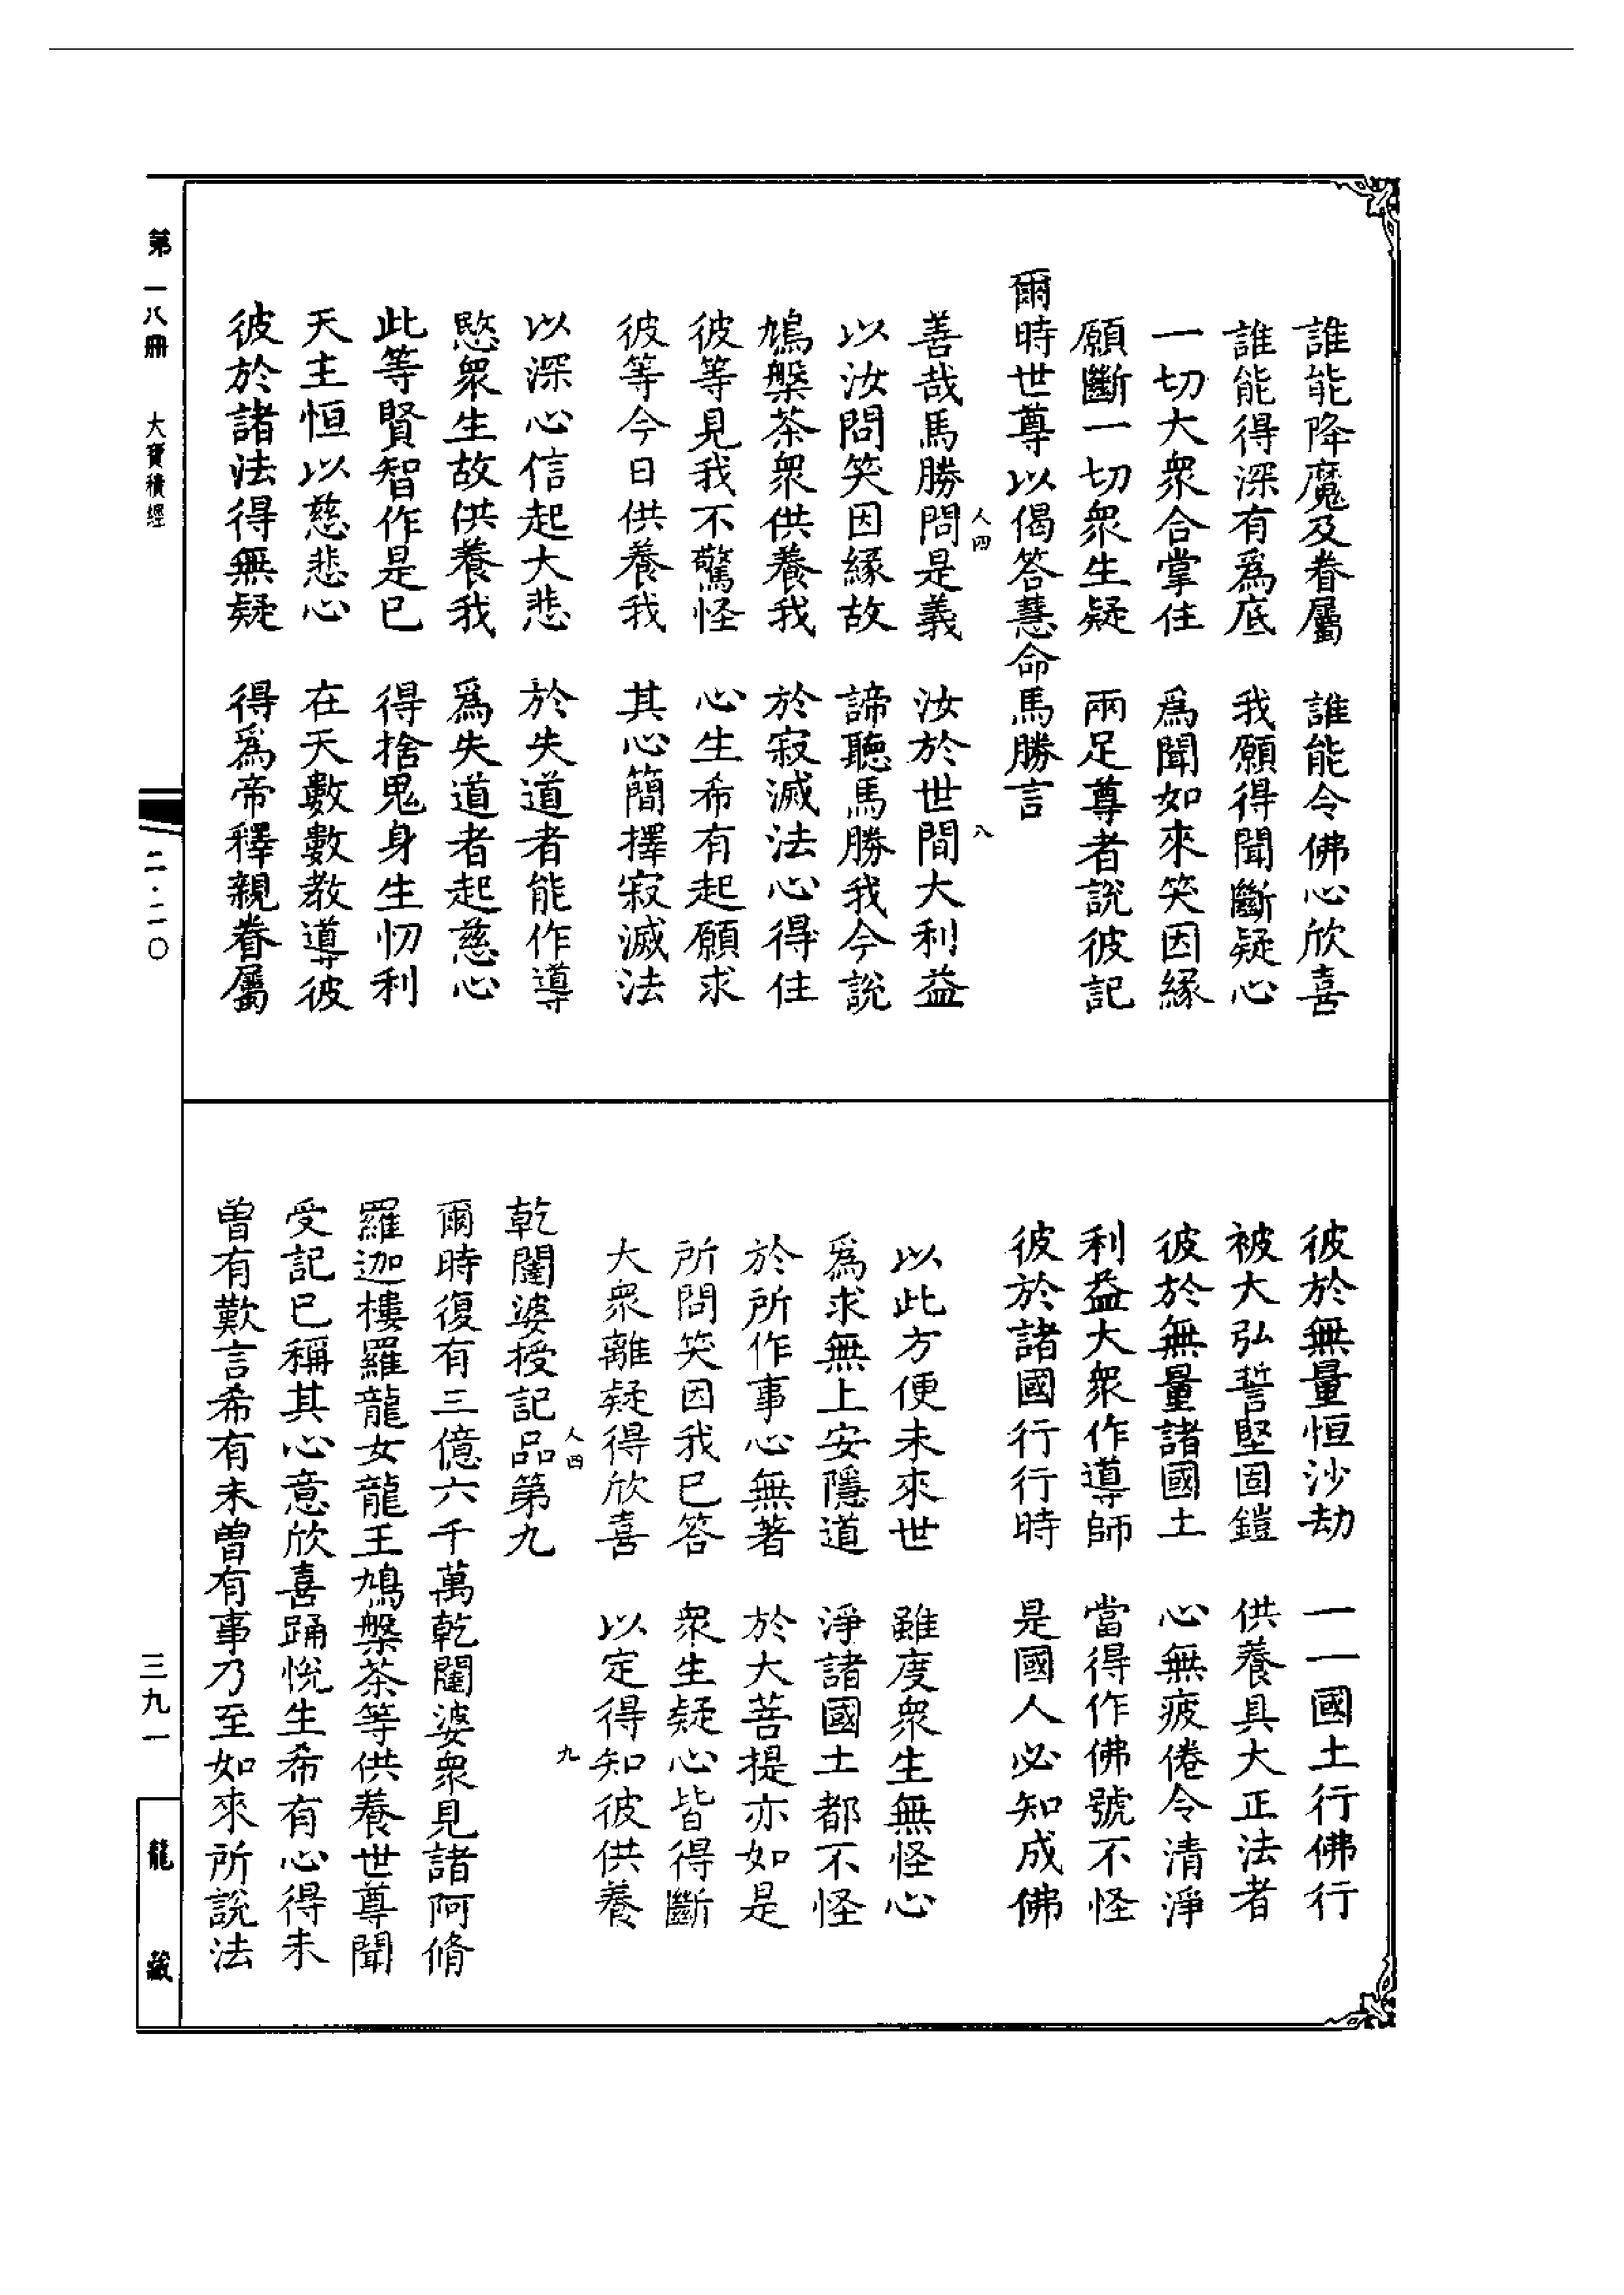 誰能降魔及眷屬　誰能令佛心欣喜
誰能得深有爲底　我願得聞斷疑心
一切大衆合掌住　爲聞如來笑因緣
願斷一切衆生疑　兩足尊者說彼記
爾時世尊以偈答慧命馬勝言
人四　八
善哉馬勝問是義　汝於世間大利益
以汝問笑因緣故　諦聽馬勝我今說
鳩槃茶衆供養我　於寂滅法心得住
彼等見我不驚怪　心生希有起願求
彼等今日供養我　其心簡擇寂滅法
以深心信起大悲　於失道者能作導
愍衆生故供養我　爲失道者起慈心
此等賢智作是已　得捨鬼身生忉利
天主恒以慈悲心　在天數數教導彼
彼於諸法得無疑　得爲帝釋親眷屬
彼於無量恒沙劫　一一國土行佛行
被大弘誓堅固鎧　供養具大正法者
彼於無量諸國土　心無疲倦令清淨
利益大衆作導師　當得作佛號不怪
彼於諸國行行時　是國人必知成佛
以此方便未來世　雖度衆生無怪心
爲求無上安隱道　淨諸國土都不怪
於所作事心無著　於大菩提亦如是
所問笑因我已答　衆生疑心皆得斷
大衆離疑得欣喜　以定得知彼供養
人四　九
乾闥婆授記品第九
爾時復有三億六千萬乾闥婆衆見諸阿脩
羅迦樓羅龍女龍王鳩槃茶等供養世尊聞
受記已稱其心意欣喜踊悅生希有心得未
曾有歎言希有未曾有事乃至如來所說法
第一八冊　大寶積經　二·二〇　三九一　龍藏